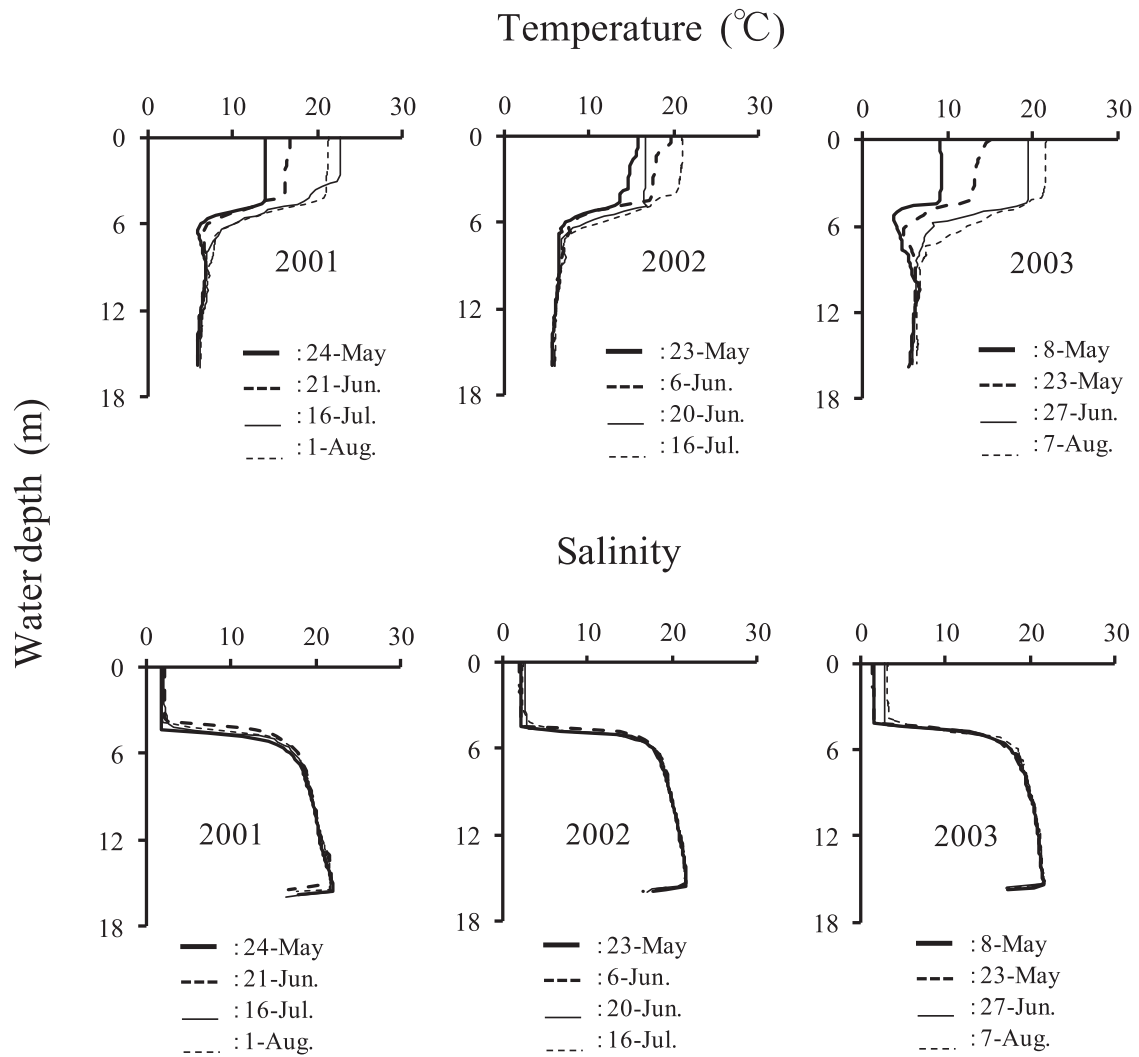 Temperature (℃)
0 10 20 30
0 10 20 30
0 10 20 30
0
6
12
18
2001
: 24-May
: 21-Jun.
: 16-Jul.
: 1-Aug.
0
6
12
18
2002
: 23-May
: 6-Jun.
: 20-Jun.
: 16-Jul.
0
6
12
18
2003
: 8-May
: 23-May
: 27-Jun.
: 7-Aug.
Water depth (m)
Salinity
0 10 20 30
0 10 20 30
0 10 20 30
0
6
12
18
2001
: 24-May
: 21-Jun.
: 16-Jul.
: 1-Aug.
0
6
12
18
2002
: 23-May
: 6-Jun.
: 20-Jun.
: 16-Jul.
0
6
12
18
2003
: 8-May
: 23-May
: 27-Jun.
: 7-Aug.